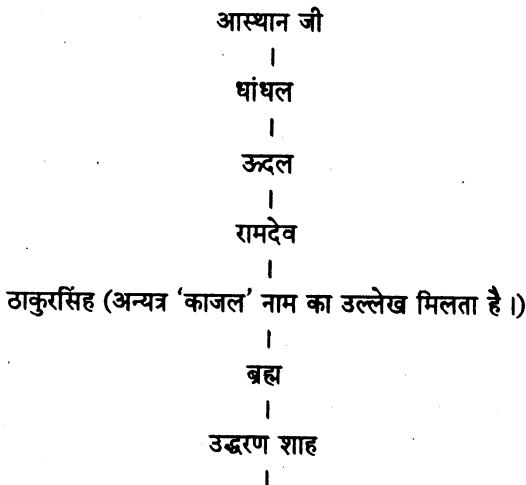 आस्थान जी
|
धांधल
|
ऊदल
|
रामदेव
|
ठाकुरसिंह (अन्यत्र ‘काजल’ नाम का उल्लेख मिलता है।)
|
ब्रह्म
|
उद्धरण शाह
|